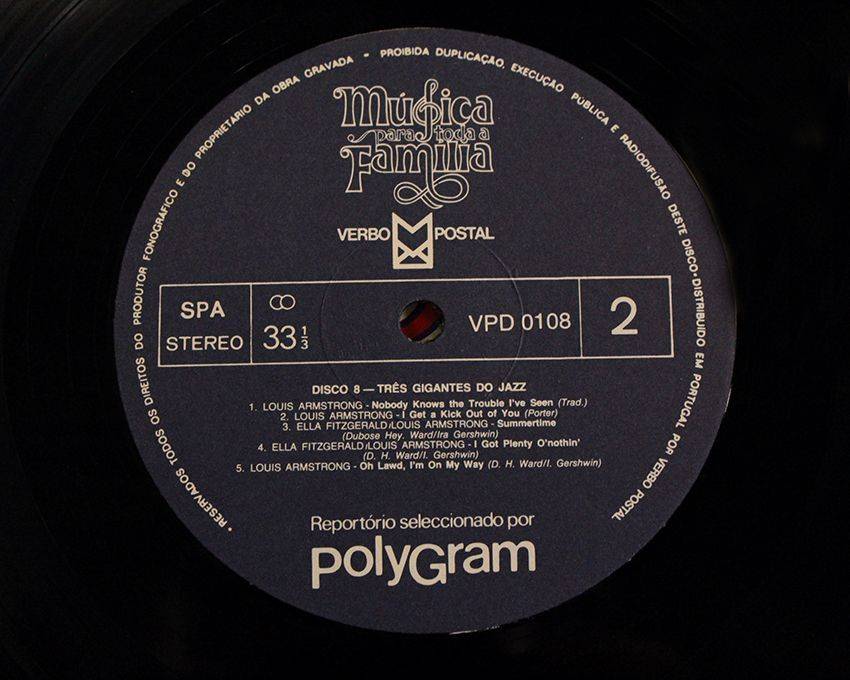 • RESERVADOS TODOS OS DIREITOS DO PRODUTOR FONOGRÁFICO E DO PROPRIETÁRIO DA OBRA GRAVADA - PROIBIDA DUPLICAÇÃO, EXECUÇÃO PÚBLICA E RADIODIFUSÃO DESTE DISCO • DISTRIBUÍDO EM PORTUGAL POR VERBO POSTAL
Música
para toda a
Família
VERBO POSTAL
SPA
STEREO
33 1/3
VPD 0108
2
DISCO 8 — TRÊS GIGANTES DO JAZZ
1. LOUIS ARMSTRONG - Nobody Knows the Trouble I've Seen (Trad.)
2. LOUIS ARMSTRONG - I Get a Kick Out of You (Porter)
3. ELLA FITZGERALD/LOUIS ARMSTRONG - Summertime
(Dubose Hey. Ward/Ira Gershwin)
4. ELLA FITZGERALD/LOUIS ARMSTRONG - I Got Plenty O'nothin'
(D. H. Ward/I. Gershwin)
5. LOUIS ARMSTRONG - Oh Lawd, I'm On My Way (D. H. Ward/I. Gershwin)
Reportório seleccionado por
polyGram